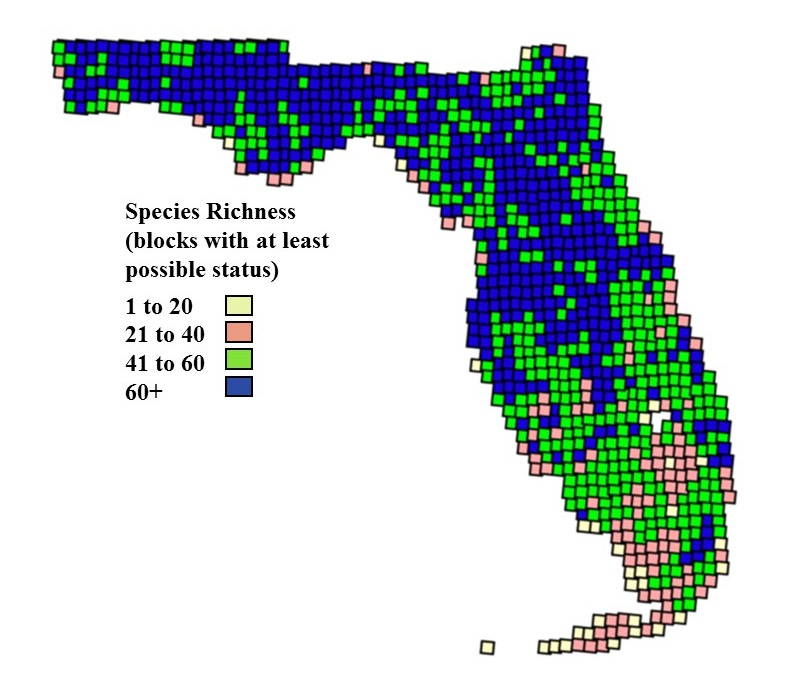 Species Richness
(blocks with at least
possible status)
1 to 20
21 to 40
41 to 60
60+